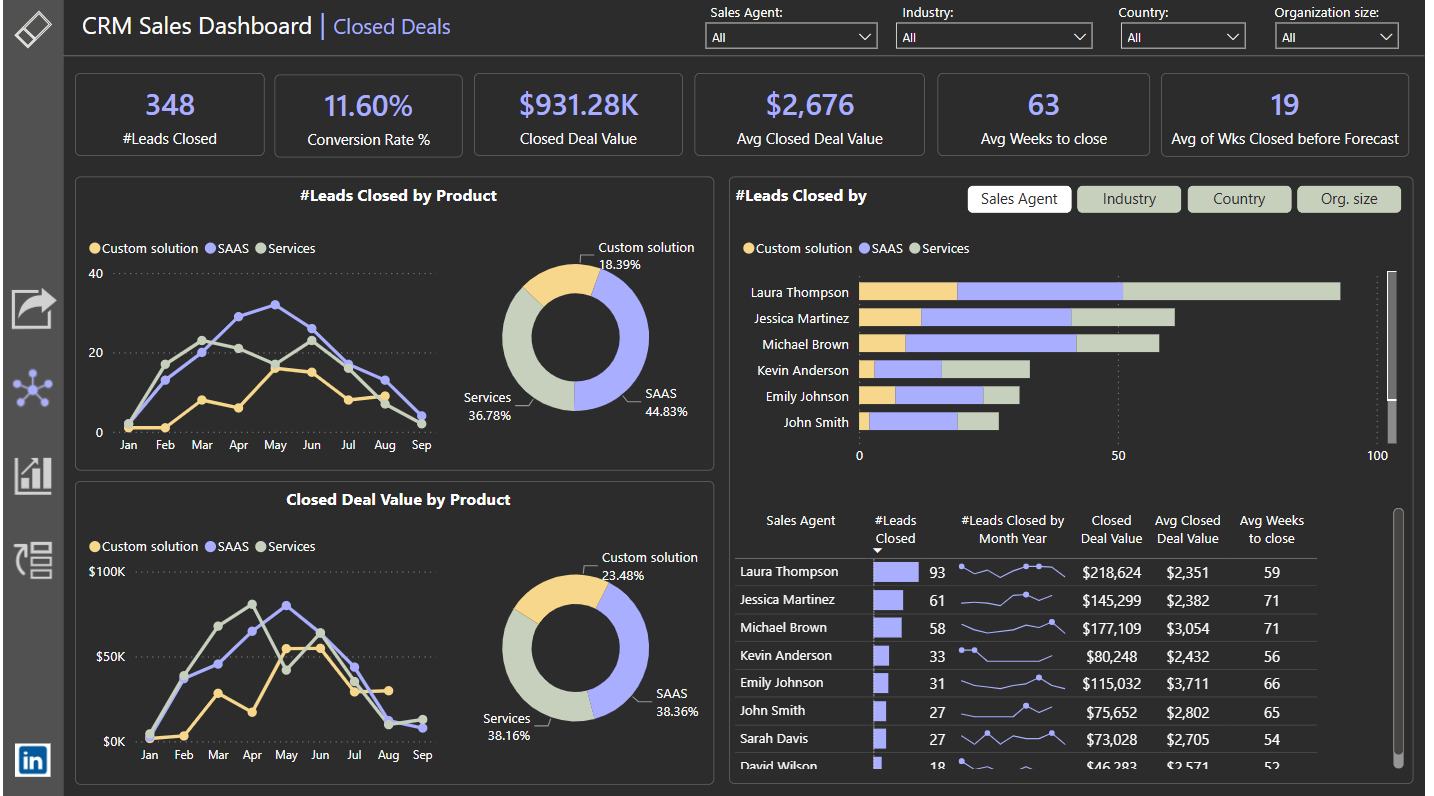 CRM Sales Dashboard | Closed Deals
Sales Agent:
All
Industry:
All
Country:
All
Organization size:
All
348
#Leads Closed
11.60%
Conversion Rate %
$931.28K
Closed Deal Value
$2,676
Avg Closed Deal Value
63
Avg Weeks to close
19
Avg of Wks Closed before Forecast
#Leads Closed by Product
Custom solution SAAS Services
40
20
0
Jan Feb Mar Apr May Jun Jul Aug Sep
Custom solution
18.39%
SAAS
44.83%
Services
36.78%
Closed Deal Value by Product
Custom solution SAAS Services
$100K
$50K
$0K
Jan Feb Mar Apr May Jun Jul Aug Sep
Custom solution
23.48%
SAAS
38.36%
Services
38.16%
in
#Leads Closed by
Sales Agent Industry Country Org. size
Custom solution SAAS Services
Laura Thompson
Jessica Martinez
Michael Brown
Kevin Anderson
Emily Johnson
John Smith
0 50 100
Sales Agent
#Leads
Closed
#Leads Closed by
Month Year
Closed
Deal Value
Avg Closed
Deal Value
Avg Weeks
to close
Laura Thompson 93 $218,624 $2,351 59
Jessica Martinez 61 $145,299 $2,382 71
Michael Brown 58 $177,109 $3,054 71
Kevin Anderson 33 $80,248 $2,432 56
Emily Johnson 31 $115,032 $3,711 66
John Smith 27 $75,652 $2,802 65
Sarah Davis 27 $73,028 $2,705 54
David Wilson 18 $46,283 $2,571 52